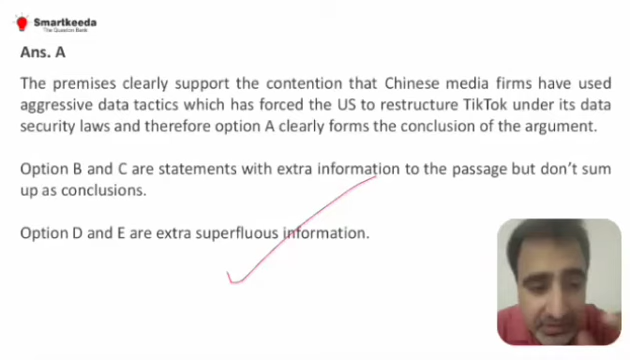 Smartkeeda
The Question Bank
Ans. A
The premises clearly support the contention that Chinese media firms have used
aggressive data tactics which has forced the US to restructure TikTok under its data
security laws and therefore option A clearly forms the conclusion of the argument.
Option B and C are statements with extra information to the passage but don’t sum
up as conclusions.
Option D and E are extra superfluous information.